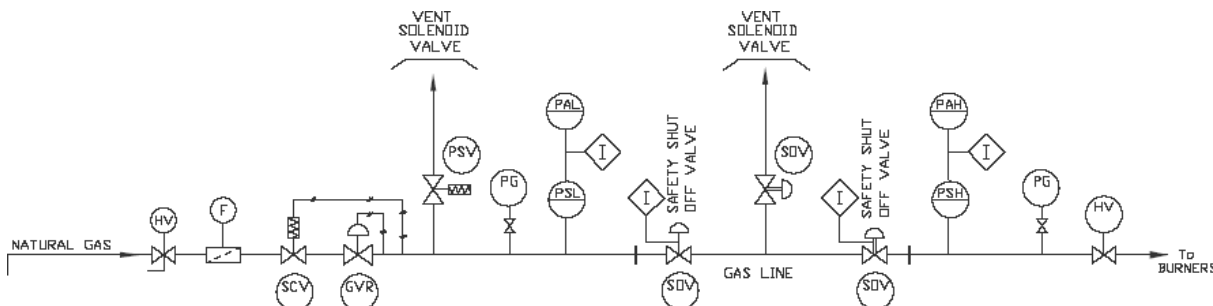 VENT
SOLENOID
VALVE
VENT
SOLENOID
VALVE
PAL
PAH
SAFETY SHUT
OFF VALVE
SAFETY SHUT
OFF VALVE
PSV
SOV
I
I
PG
PSL
I
I
PSH
PG
HV
F
HV
NATURAL GAS
GAS LINE
To
BURNERS
SCV
GVR
SOV
SOV